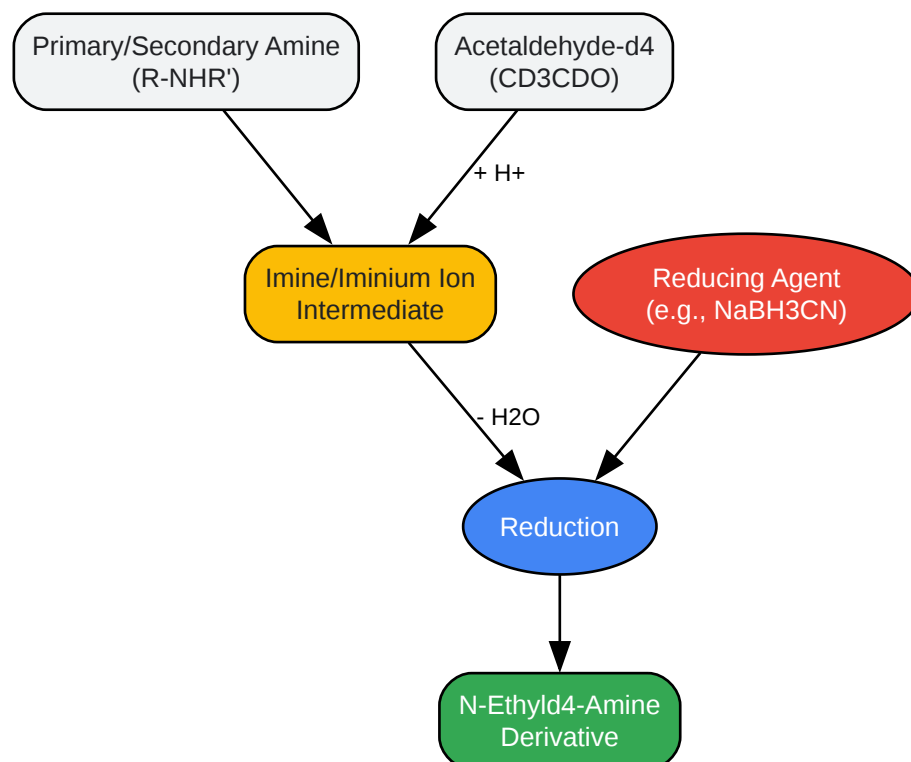 Primary/Secondary Amine
(R-NHR')
Acetaldehyde-d4
(CD3CDO)
+ H+
Imine/Iminium Ion
Intermediate
Reducing Agent
(e.g., NaBH3CN)
- H2O
Reduction
N-Ethyld4-Amine
Derivative